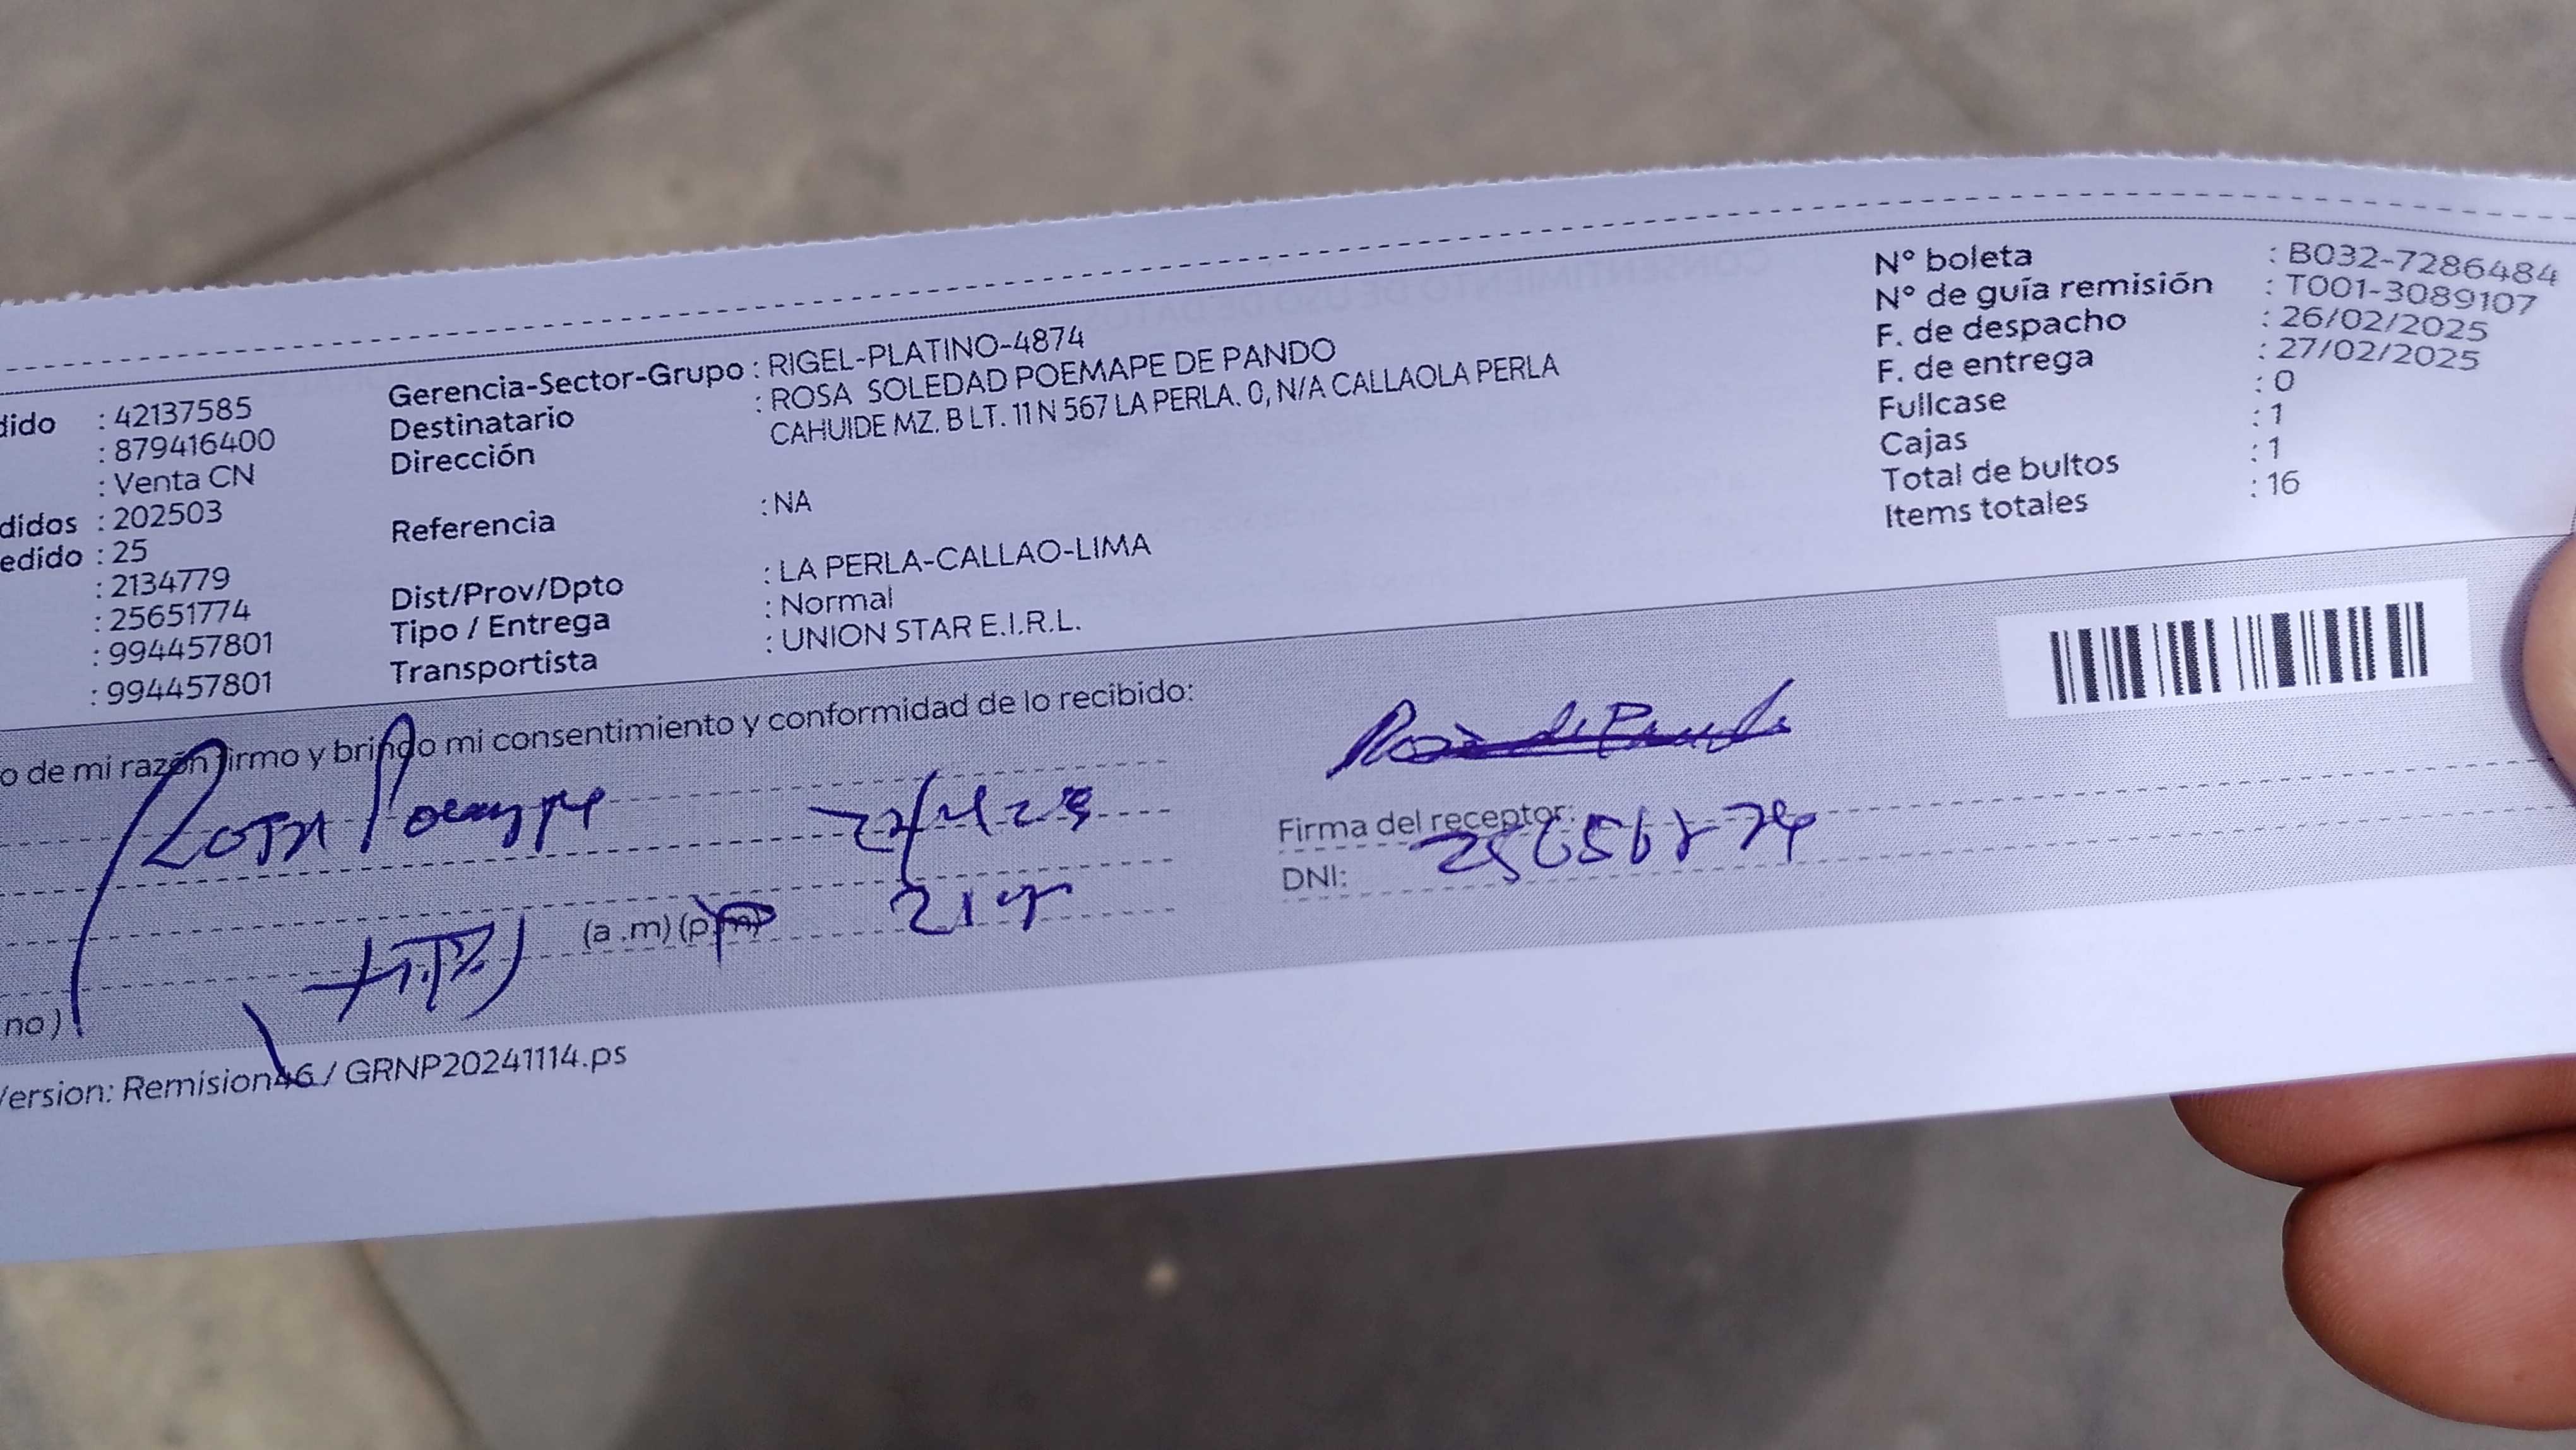 dido : 42137585
: 879416400
: Venta CN
didos : 202503
edido : 25
: 2134779
: 25651774
: 994457801
: 994457801
Gerencia-Sector-Grupo : RIGEL-PLATINO-4874
Destinatario : ROSA SOLEDAD POEMAPE DE PANDO
Dirección CAHUIDE MZ. B LT. 11 N 567 LA PERLA. 0, N/A CALLAOLA PERLA
Referencia : NA
Dist/Prov/Dpto : LA PERLA-CALLAO-LIMA
Tipo / Entrega : Normal
Transportista : UNION STAR E.I.R.L.
N° boleta : B032-7286484
N° de guía remisión : T001-3089107
F. de despacho : 26/02/2025
F. de entrega : 27/02/2025
Fullcase : 0
Cajas : 1
Total de bultos : 1
Items totales : 16
o de mi razón firmo y brindo mi consentimiento y conformidad de lo recibido:
Rosa Poemape
Rosa de Pando
Firma del receptor:
DNI:
(a .m) (p.m)
no)
Version: Remision46 / GRNP20241114.ps